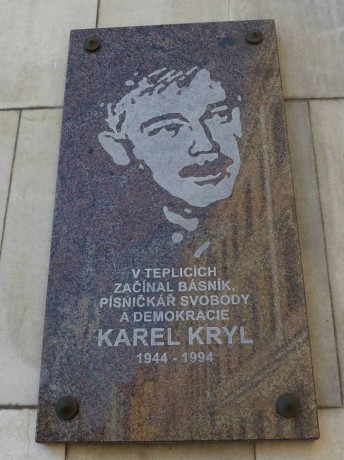 V TEPLICÍCH
ZAČÍNAL BÁSNÍK,
PÍSNIČKÁŘ SVOBODY
A DEMOKRACIE
KAREL KRYL
1944 - 1994